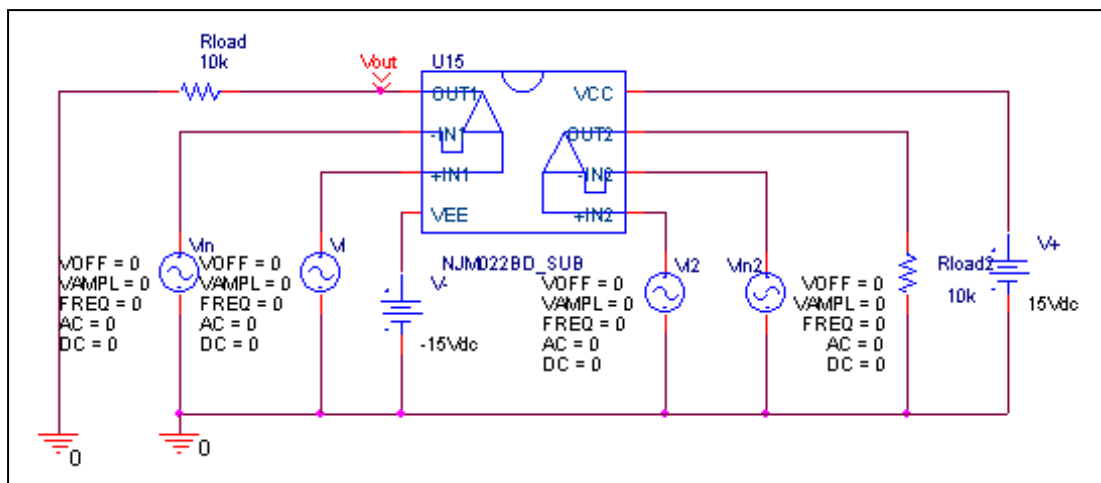 Rload
10k
Vout
U15
OUT1
VCC
-IN1
OUT2
+IN1
-IN2
VEE
+IN2
NJM022BD_SUB
Vin
VOFF = 0
VAMPL = 0
FREQ = 0
AC = 0
DC = 0
VI
VOFF = 0
VAMPL = 0
FREQ = 0
AC = 0
DC = 0
V-
-15Vdc
VI2
VOFF = 0
VAMPL = 0
FREQ = 0
AC = 0
DC = 0
Vin2
VOFF = 0
VAMPL = 0
FREQ = 0
AC = 0
DC = 0
Rload2
10k
V+
15Vdc
0
0